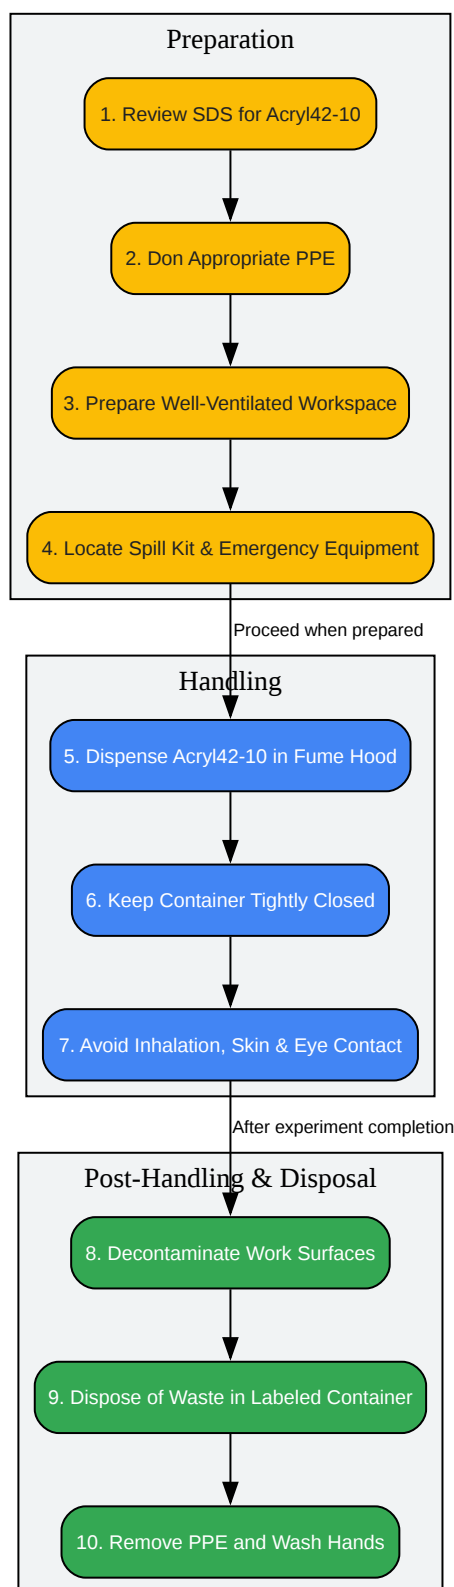 Preparation
1. Review SDS for Acryl42-10
2. Don Appropriate PPE
3. Prepare Well-Ventilated Workspace
4. Locate Spill Kit & Emergency Equipment
Proceed when prepared
Handling
5. Dispense Acryl42-10 in Fume Hood
6. Keep Container Tightly Closed
7. Avoid Inhalation, Skin & Eye Contact
After experiment completion
Post-Handling & Disposal
8. Decontaminate Work Surfaces
9. Dispose of Waste in Labeled Container
10. Remove PPE and Wash Hands